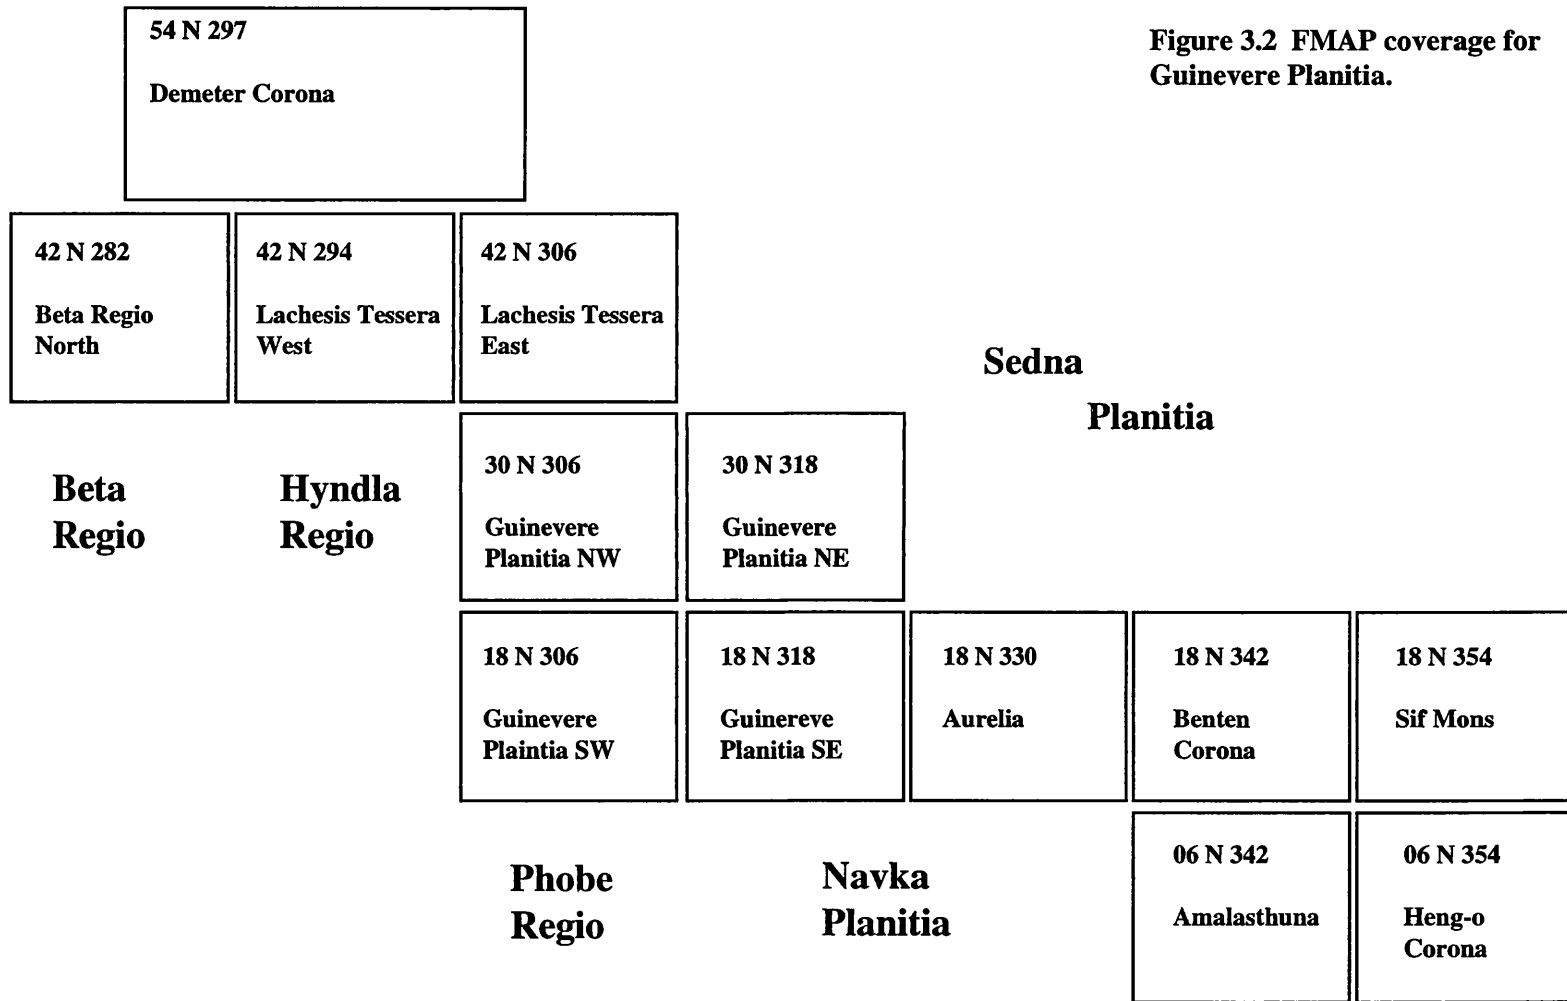 54 N 297
Demeter Corona
Figure 3.2 FMAP coverage for
Guinevere Planitia.
42 N 282
Beta Regio
North
42 N 294
Lachesis Tessera
West
42 N 306
Lachesis Tessera
East
Sedna
Planitia
Beta
Regio
Hyndla
Regio
30 N 306
Guinevere
Planitia NW
30 N 318
Guinevere
Planitia NE
18 N 306
Guinevere
Plaintia SW
18 N 318
Guinereve
Planitia SE
18 N 330
Aurelia
18 N 342
Benten
Corona
18 N 354
Sif Mons
Phobe
Regio
Navka
Planitia
06 N 342
Amalasthuna
06 N 354
Heng-o
Corona